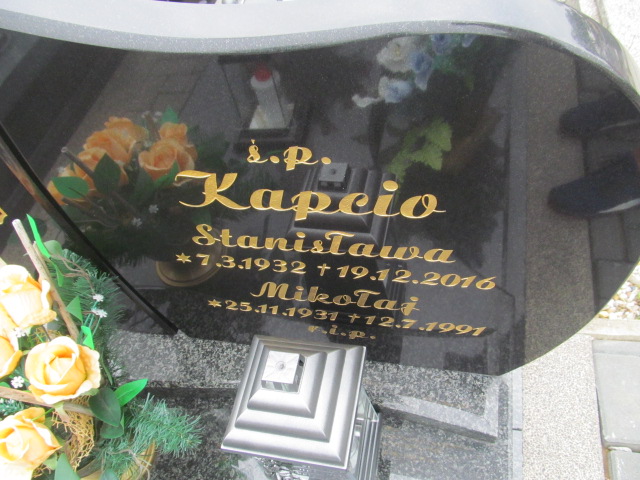 ś.p.
Kapcio
Stanisława
*7.3.1932 †19.12.2016
Mikołaj
*25.11.1931 †12.7.1991
r.i.p.